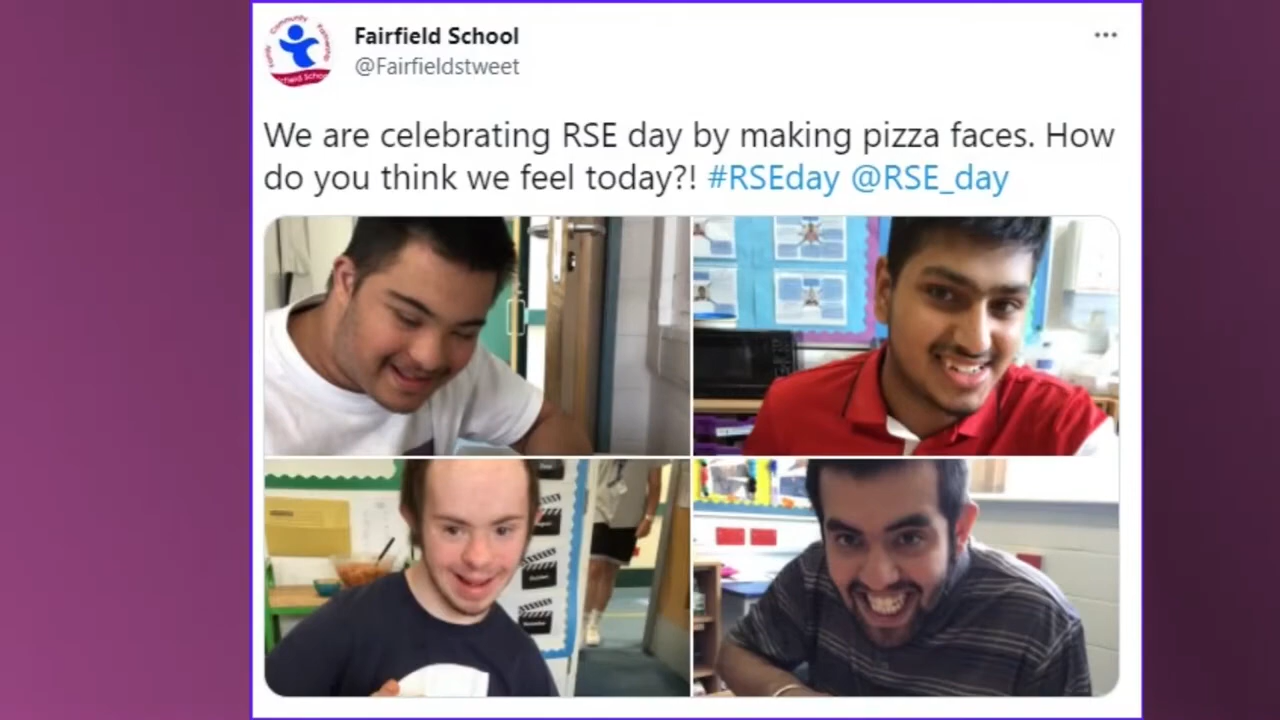 Fairfield School
@Fairfieldstweet
We are celebrating RSE day by making pizza faces. How
do you think we feel today?! #RSEday @RSE_day